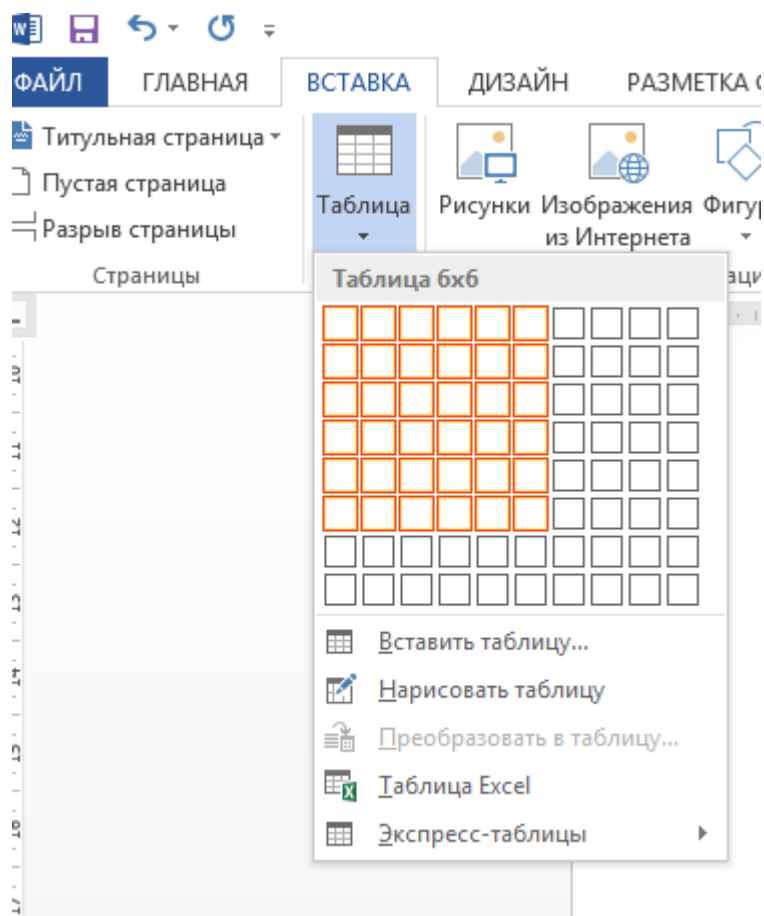 ФАЙЛ ГЛАВНАЯ ВСТАВКА ДИЗАЙН РАЗМЕТКА
Титульная страница
Пустая страница
Разрыв страницы
Страницы
Таблица
Рисунки
Изображения
из Интернета
Таблица 6x6
Вставить таблицу...
Нарисовать таблицу
Преобразовать в таблицу...
Таблица Excel
Экспресс-таблицы